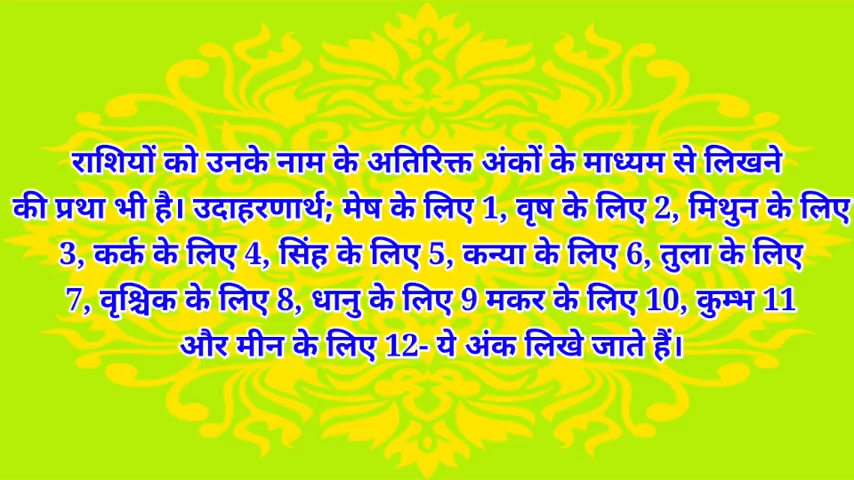 राशियों को उनके नाम के अतिरिक्त अंकों के माध्यम से लिखने
की प्रथा भी है। उदाहरणार्थ; मेष के लिए 1, वृष के लिए 2, मिथुन के लिए
3, कर्क के लिए 4, सिंह के लिए 5, कन्या के लिए 6, तुला के लिए
7, वृश्चिक के लिए 8, धानु के लिए 9 मकर के लिए 10, कुम्भ 11
और मीन के लिए 12- ये अंक लिखे जाते हैं।